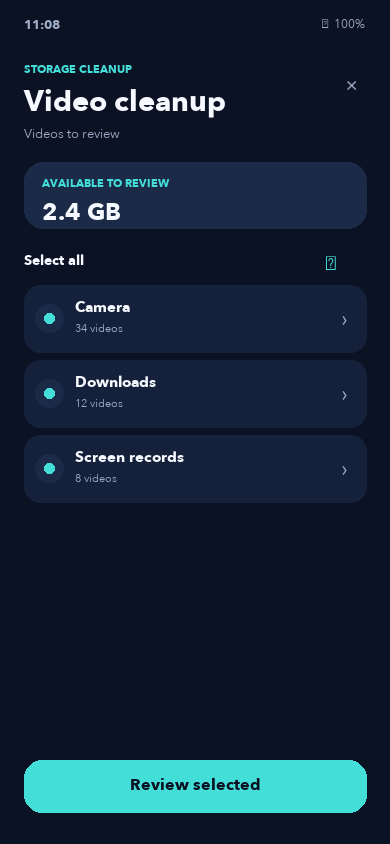 11:08
100%
STORAGE CLEANUP
Video cleanup
Videos to review
AVAILABLE TO REVIEW
2.4 GB
Select all
Camera
34 videos
Downloads
12 videos
Screen records
8 videos
Review selected